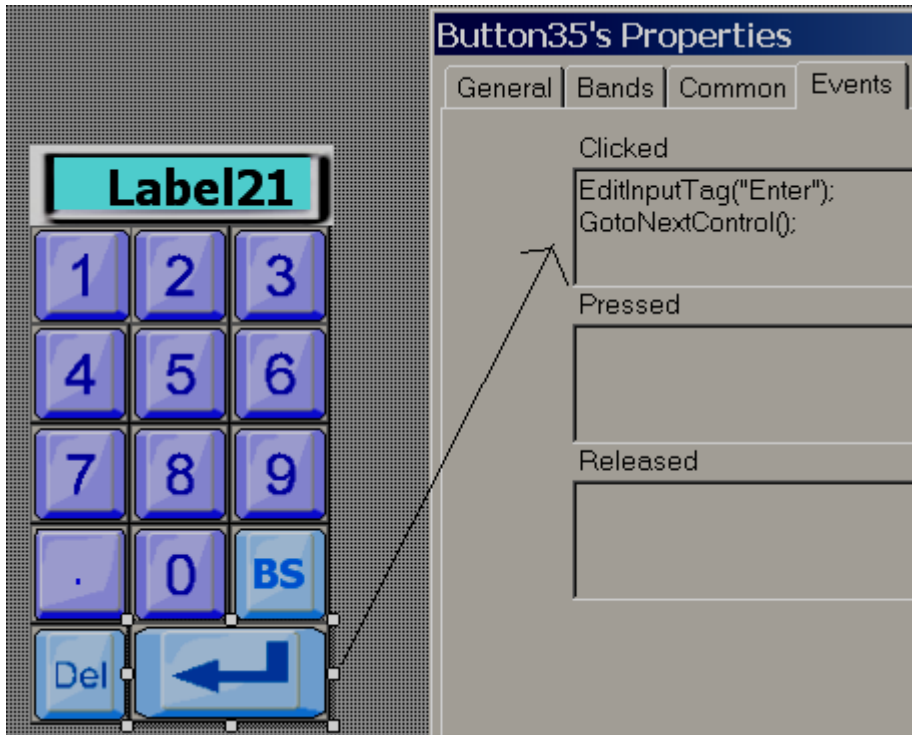 Button35's Properties
General Bands Common Events
Clicked
EditInputTag("Enter");
GotoNextControl();
Pressed
Released
Label21
1 2 3
4 5 6
7 8 9
. 0 BS
Del